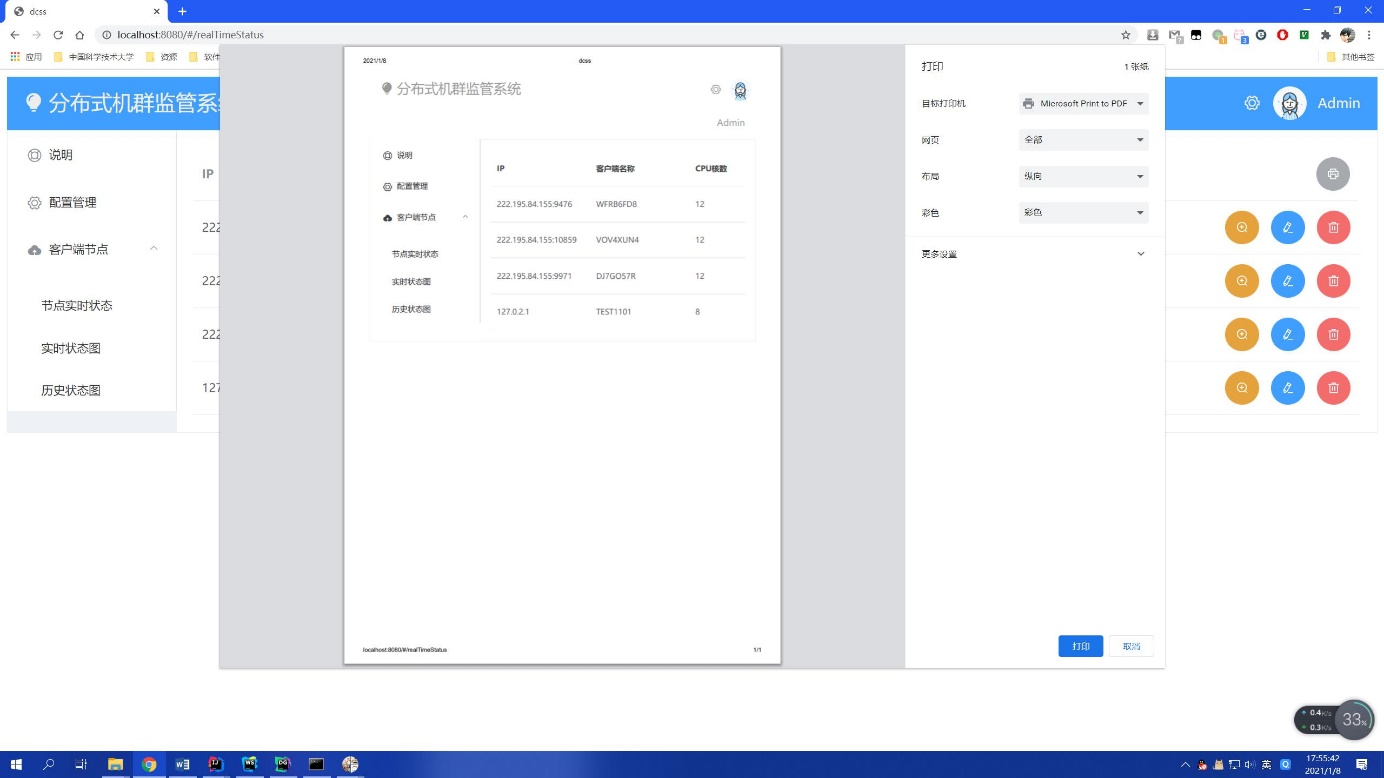 dcss
localhost:8080/#/realTimeStatus
应用
中国科学技术大学
资源
软件
其他书签
分布式机群监管系
Admin
说明
配置管理
客户端节点
节点实时状态
实时状态图
历史状态图
IP
222
222
222
127
2021/1/8
dcss
分布式机群监管系统
Admin
说明
配置管理
客户端节点
节点实时状态
实时状态图
历史状态图
IP 客户端名称 CPU核数
222.195.84.155:9476 WFRB6FD8 12
222.195.84.155:10859 VOV4XUN4 12
222.195.84.155:9971 DJ7GO57R 12
127.0.2.1 TEST1101 8
localhost:8080/#/realTimeStatus
1/1
打印
1 张纸
目标打印机 Microsoft Print to PDF
网页 全部
布局 纵向
彩色 彩色
更多设置
打印 取消
0.4K/s
0.3K/s
33%
英
17:55:42
2021/1/8